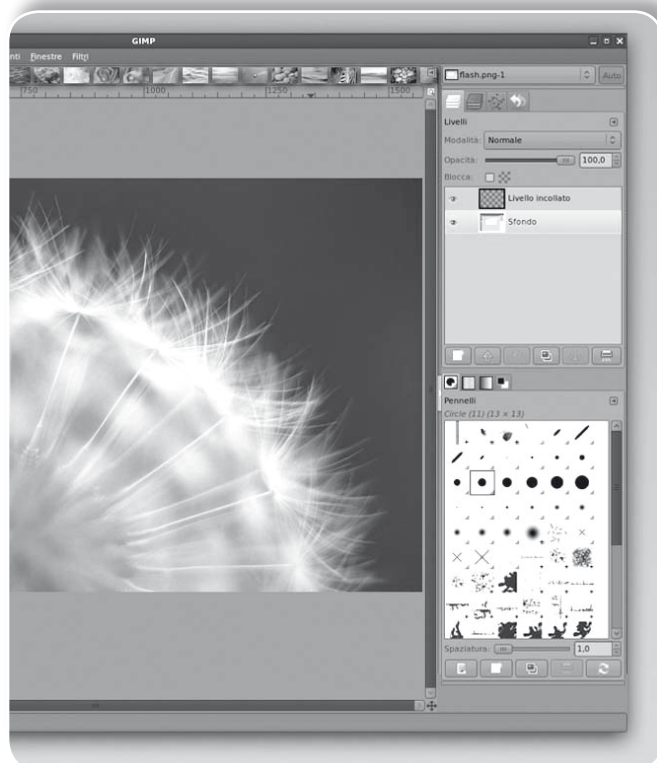 GIMP
nti Finestre Filtri
flash.png-1 Auto
750 1000 1250 1500
Livelli
Modalità: Normale
Opacità: 100,0
Blocca:
Livello incollato
Sfondo
Pennelli
Circle (11) (13 × 13)
Spaziatura: 1,0